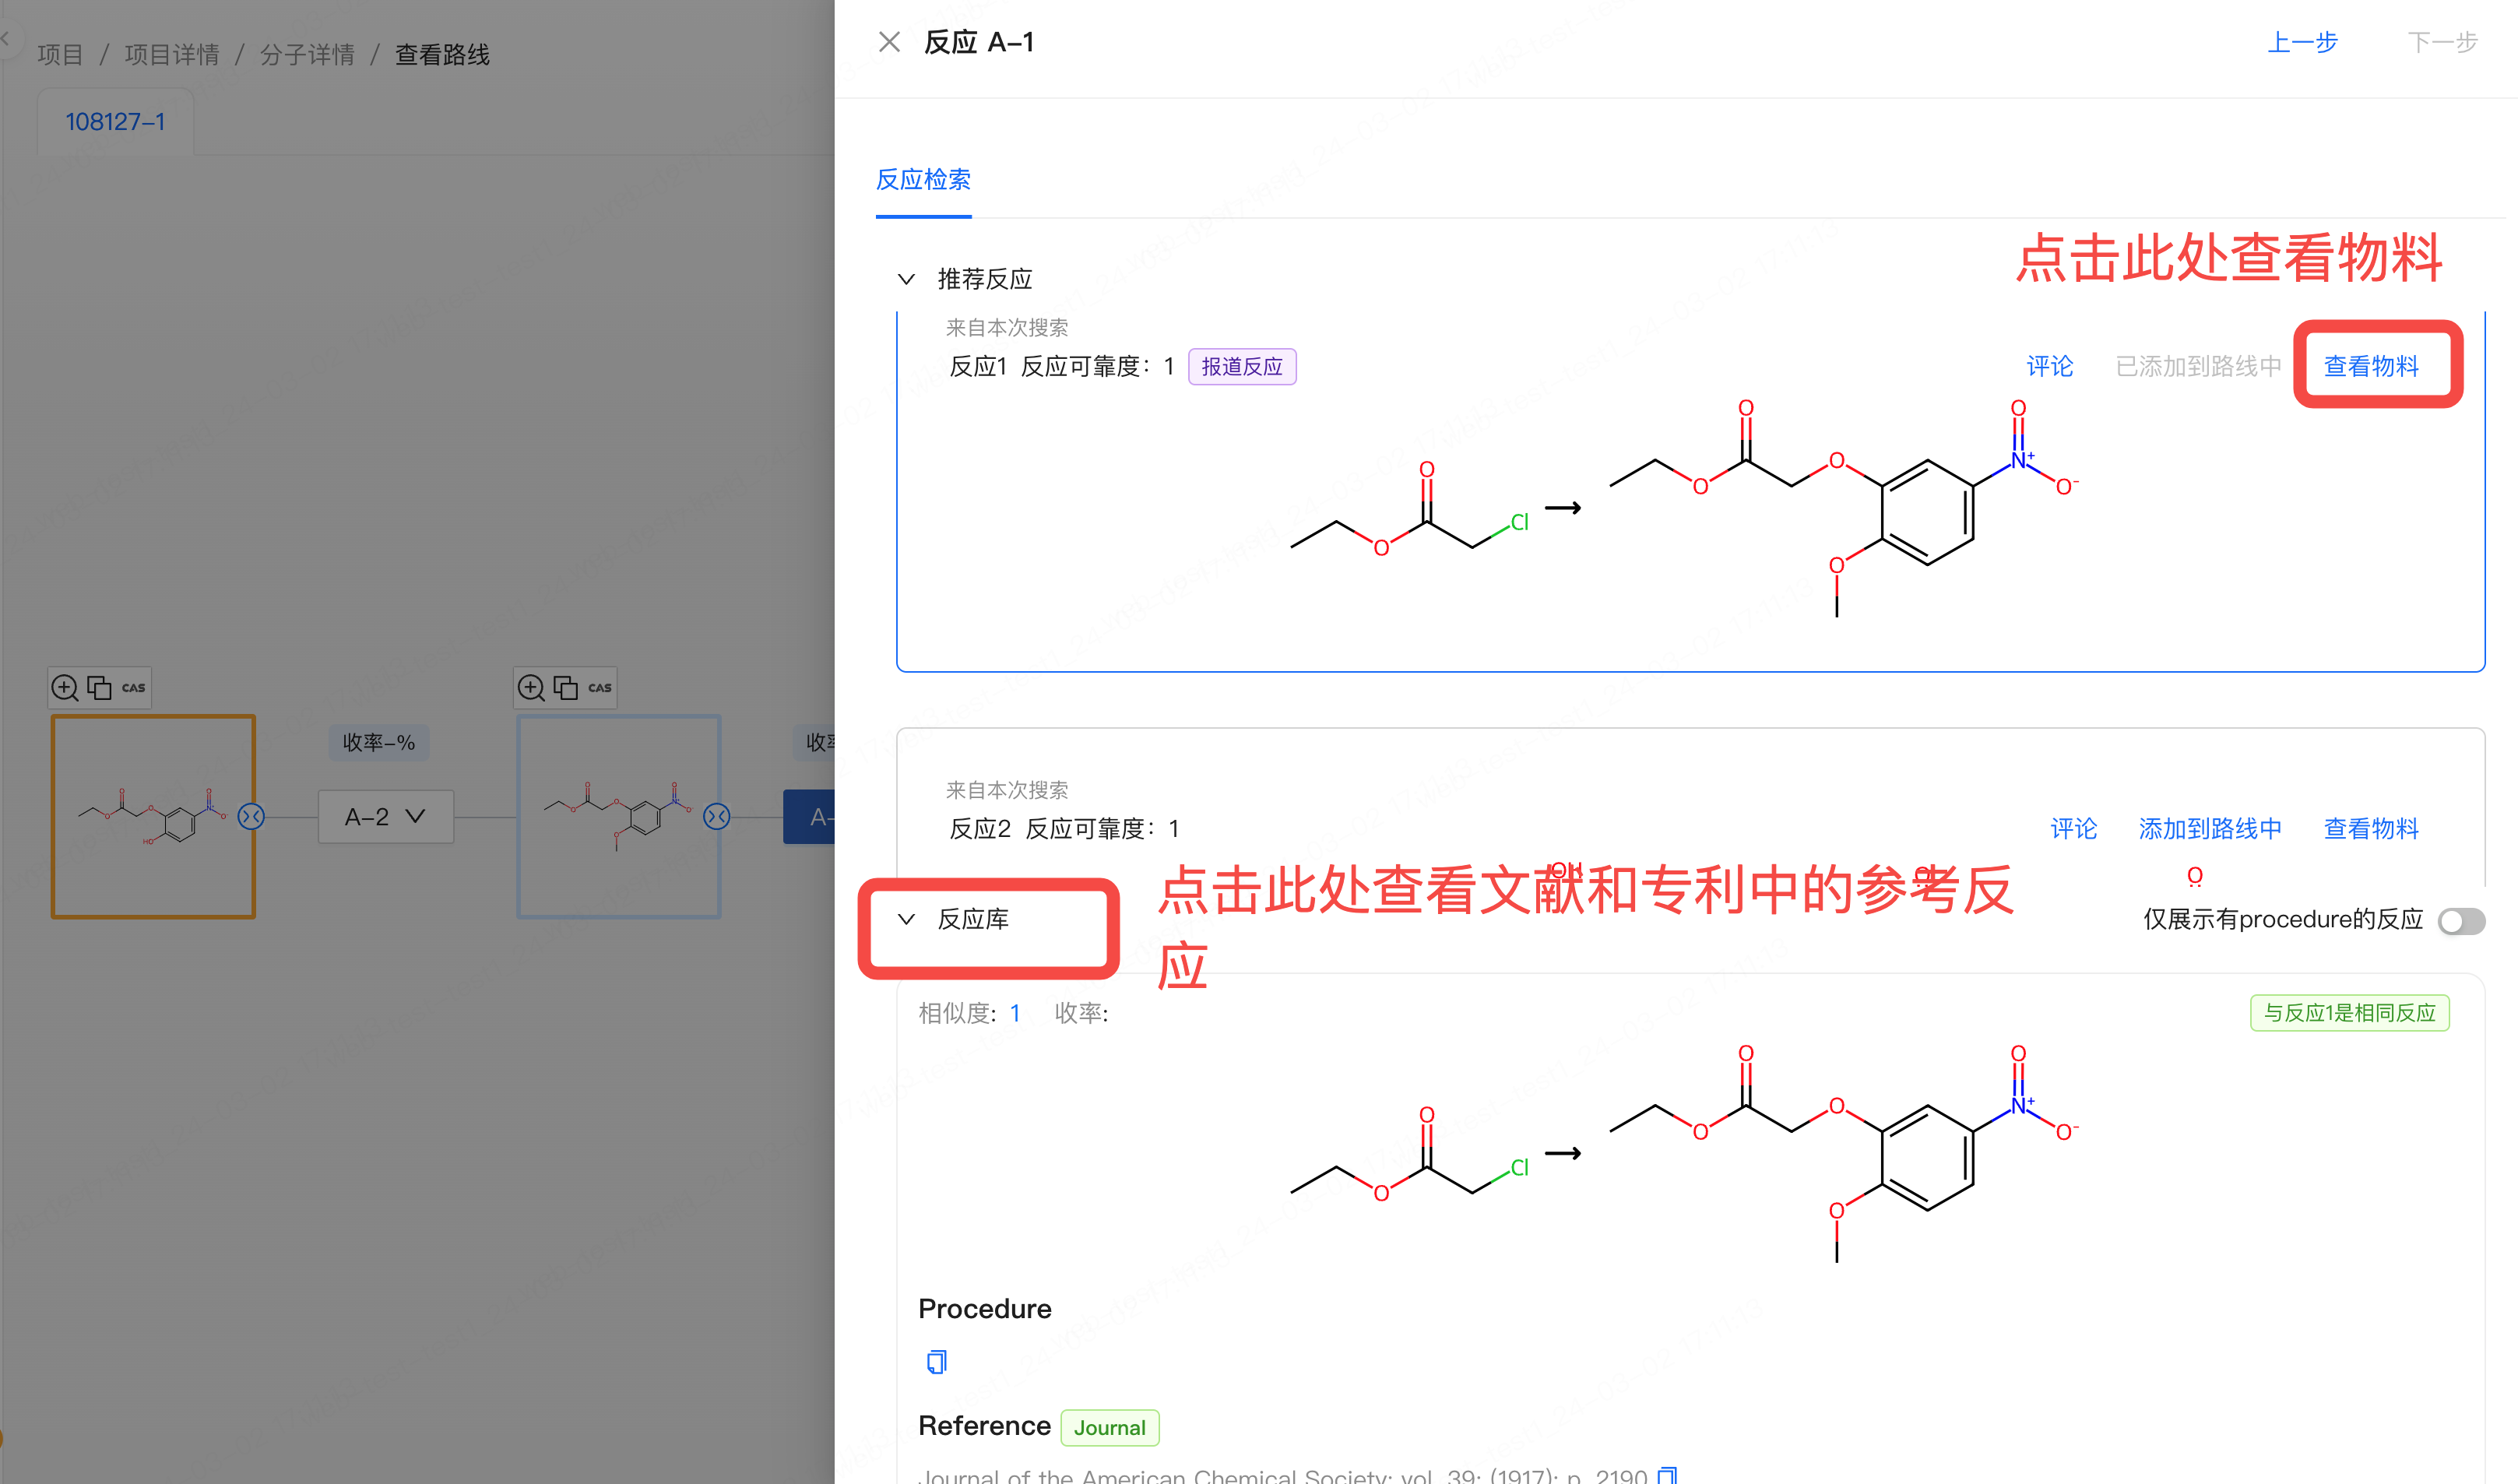 项目 / 项目详情 / 分子详情 / 查看路线
108127-1
CAS
CAS
收率-%
A-2
HO
反应 A-1
上一步
下一步
反应检索
点击此处查看物料
推荐反应
来自本次搜索
反应1 反应可靠度：1 报道反应
评论 已添加到路线中 查看物料
O
O
Cl
O
O
O
O
N+
O
O-
来自本次搜索
反应2 反应可靠度：1
评论 添加到路线中 查看物料
OH
O
O
点击此处查看文献和专利中的参考反
应
反应库
仅展示有procedure的反应
相似度: 1 收率:
与反应1是相同反应
O
O
Cl
O
O
O
O
N+
O
O-
Procedure
Reference Journal
Journal of the American Chemical Society; vol. 39; (1917); p. 2190